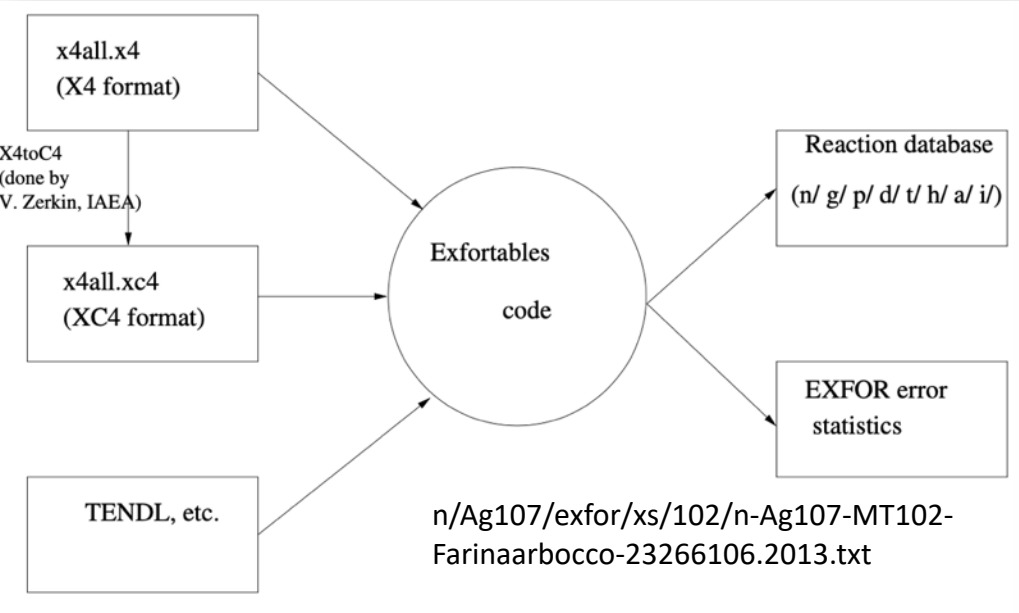 x4all.x4
(X4 format)
X4toC4
(done by
V. Zerkin, IAEA)
x4all.xc4
(XC4 format)
TENDL, etc.
Exfortables
code
Reaction database
(n/ g/ p/ d/ t/ h/ a/ i/)
EXFOR error
statistics
n/Ag107/exfor/xs/102/n-Ag107-MT102-
Farinaarbocco-23266106.2013.txt